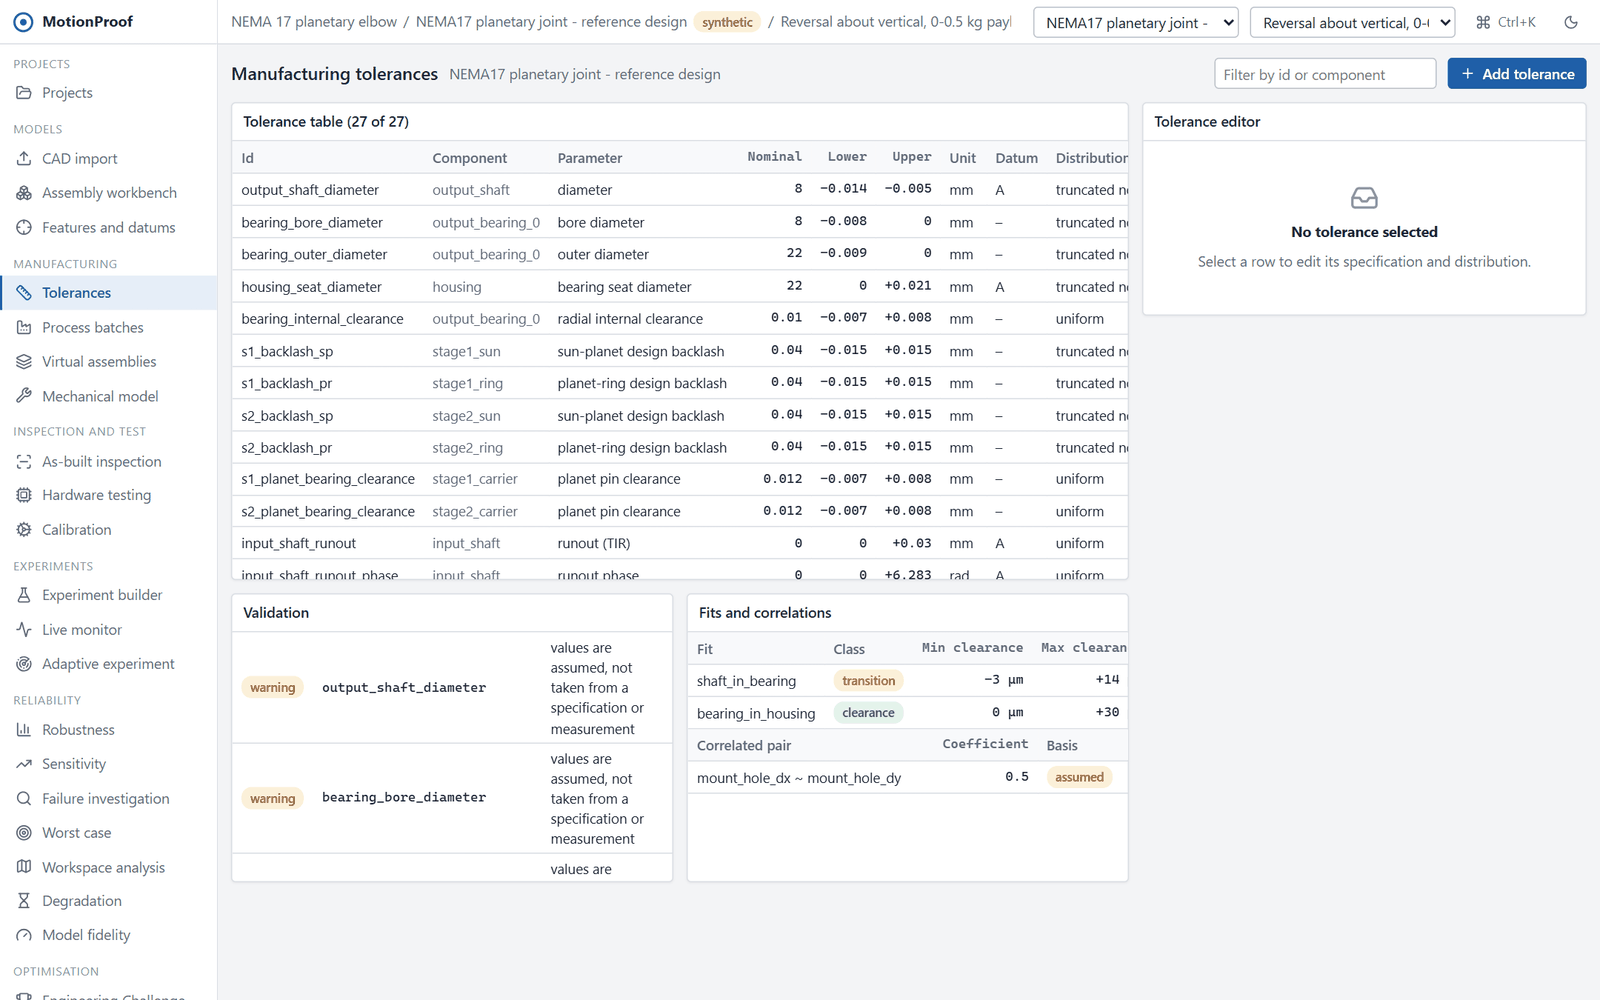 MotionProof
NEMA 17 planetary elbow / NEMA17 planetary joint - reference design synthetic / Reversal about vertical, 0-0.5 kg payl
NEMA17 planetary joint -
Reversal about vertical, 0-
Ctrl+K
PROJECTS
Projects
MODELS
CAD import
Assembly workbench
Features and datums
MANUFACTURING
Tolerances
Process batches
Virtual assemblies
Mechanical model
INSPECTION AND TEST
As-built inspection
Hardware testing
Calibration
EXPERIMENTS
Experiment builder
Live monitor
Adaptive experiment
RELIABILITY
Robustness
Sensitivity
Failure investigation
Worst case
Workspace analysis
Degradation
Model fidelity
OPTIMISATION
Engineering Challenge
Manufacturing tolerances NEMA17 planetary joint - reference design
Filter by id or component
+ Add tolerance
Tolerance table (27 of 27)
Id Component Parameter Nominal Lower Upper Unit Datum Distribution
output_shaft_diameter output_shaft diameter 8 −0.014 −0.005 mm A truncated no
bearing_bore_diameter output_bearing_0 bore diameter 8 −0.008 0 mm – truncated no
bearing_outer_diameter output_bearing_0 outer diameter 22 −0.009 0 mm – truncated no
housing_seat_diameter housing bearing seat diameter 22 0 +0.021 mm A truncated no
bearing_internal_clearance output_bearing_0 radial internal clearance 0.01 −0.007 +0.008 mm – uniform
s1_backlash_sp stage1_sun sun-planet design backlash 0.04 −0.015 +0.015 mm – truncated no
s1_backlash_pr stage1_ring planet-ring design backlash 0.04 −0.015 +0.015 mm – truncated no
s2_backlash_sp stage2_sun sun-planet design backlash 0.04 −0.015 +0.015 mm – truncated no
s2_backlash_pr stage2_ring planet-ring design backlash 0.04 −0.015 +0.015 mm – truncated no
s1_planet_bearing_clearance stage1_carrier planet pin clearance 0.012 −0.007 +0.008 mm – uniform
s2_planet_bearing_clearance stage2_carrier planet pin clearance 0.012 −0.007 +0.008 mm – uniform
input_shaft_runout input_shaft runout (TIR) 0 0 +0.03 mm A uniform
input_shaft_runout_phase input_shaft runout phase 0 0 +6.283 rad A uniform
Tolerance editor
No tolerance selected
Select a row to edit its specification and distribution.
Validation
warning output_shaft_diameter values are
assumed, not
taken from a
specification or
measurement
warning bearing_bore_diameter values are
assumed, not
taken from a
specification or
measurement
values are
Fits and correlations
Fit Class Min clearance Max clearan
shaft_in_bearing transition −3 µm +14
bearing_in_housing clearance 0 µm +30
Correlated pair Coefficient Basis
mount_hole_dx ~ mount_hole_dy 0.5 assumed